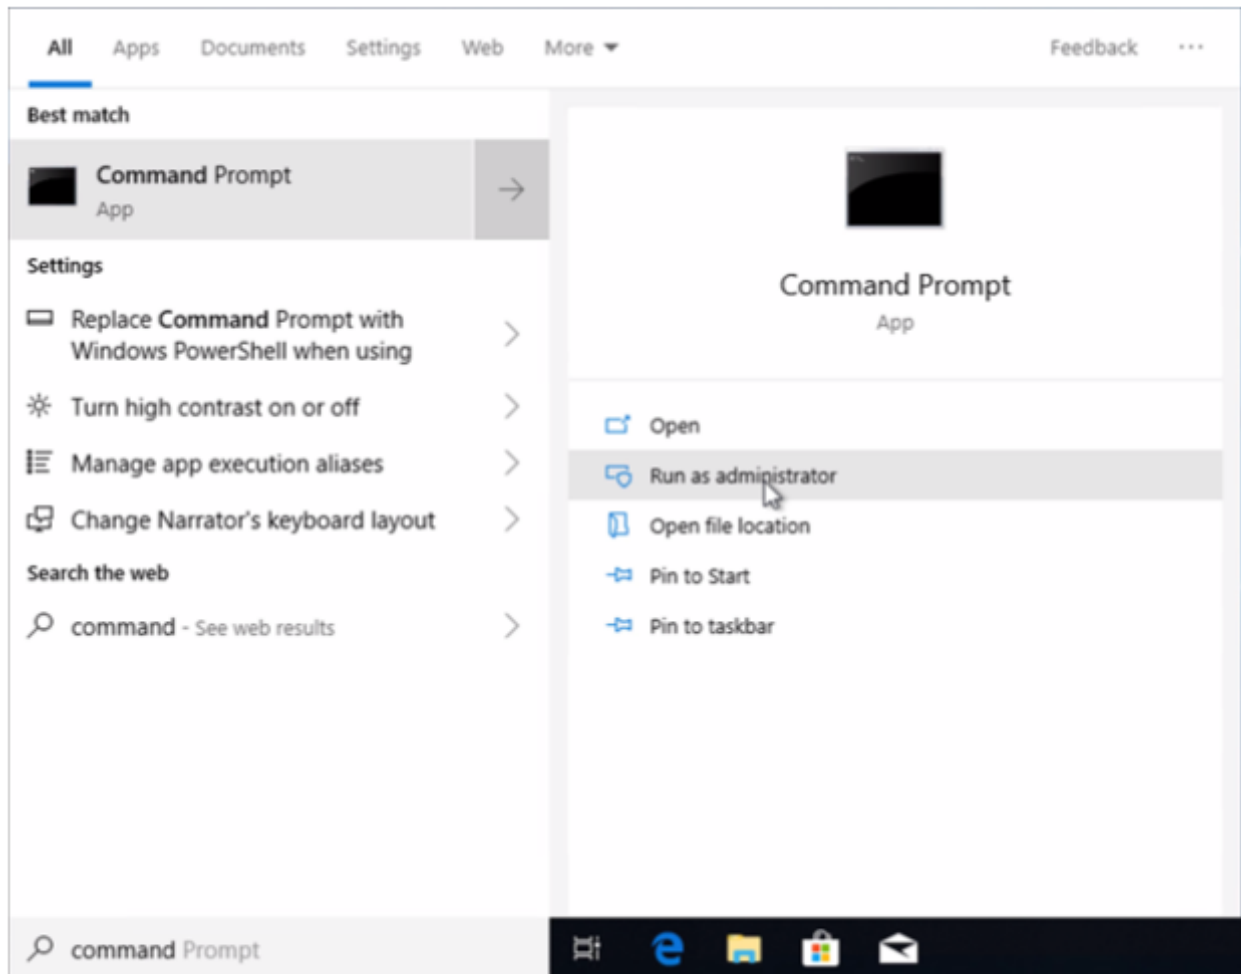 All Apps Documents Settings Web More Feedback ...
Best match
Command Prompt
App
Settings
Replace Command Prompt with
Windows PowerShell when using
Turn high contrast on or off
Manage app execution aliases
Change Narrator's keyboard layout
Search the web
command - See web results
Command Prompt
App
Open
Run as administrator
Open file location
Pin to Start
Pin to taskbar
command Prompt